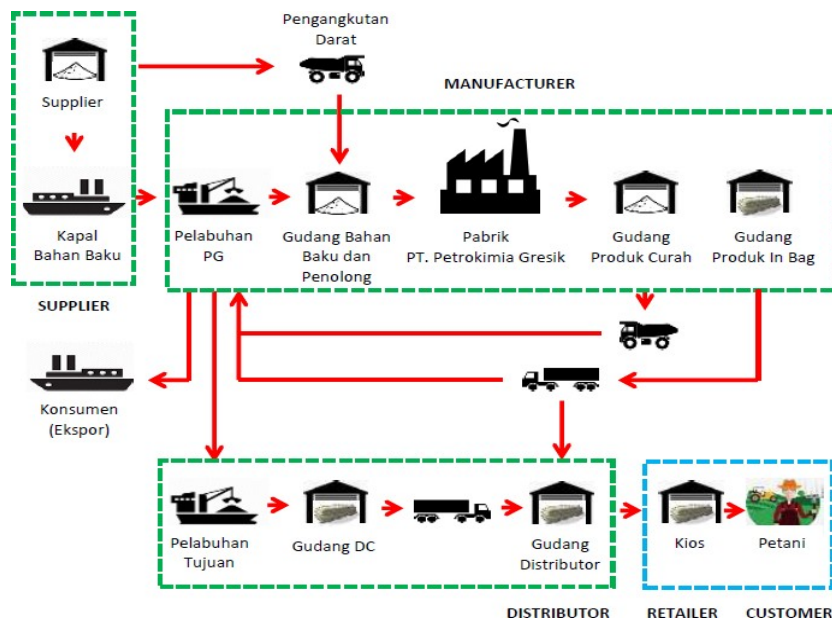 Pengangkutan
Darat
MANUFACTURER
Supplier
Kapal
Bahan Baku
Pelabuhan
PG
Gudang Bahan
Baku dan
Penolong
Pabrik
PT. Petrokimia Gresik
Gudang
Produk Curah
Gudang
Produk In Bag
SUPPLIER
Konsumen
(Ekspor)
Pelabuhan
Tujuan
Gudang DC
Gudang
Distributor
Kios
Petani
DISTRIBUTOR
RETAILER
CUSTOMER